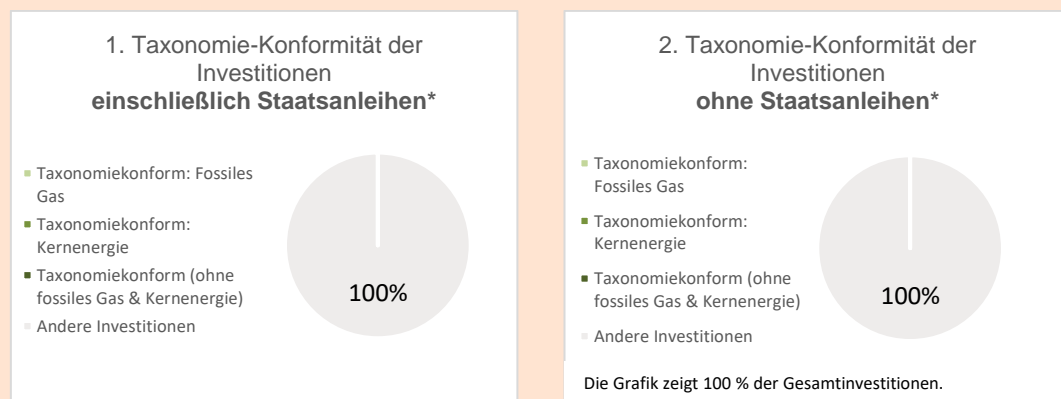 1. Taxonomie-Konformität der
Investitionen
einschließlich Staatsanleihen*
Taxonomiekonform: Fossiles
Gas
Taxonomiekonform:
Kernenergie
Taxonomiekonform (ohne
fossiles Gas & Kernenergie)
Andere Investitionen
100%
2. Taxonomie-Konformität der
Investitionen
ohne Staatsanleihen*
Taxonomiekonform:
Fossiles Gas
Taxonomiekonform:
Kernenergie
Taxonomiekonform (ohne
fossiles Gas & Kernenergie)
Andere Investitionen
100%
Die Grafik zeigt 100 % der Gesamtinvestitionen.